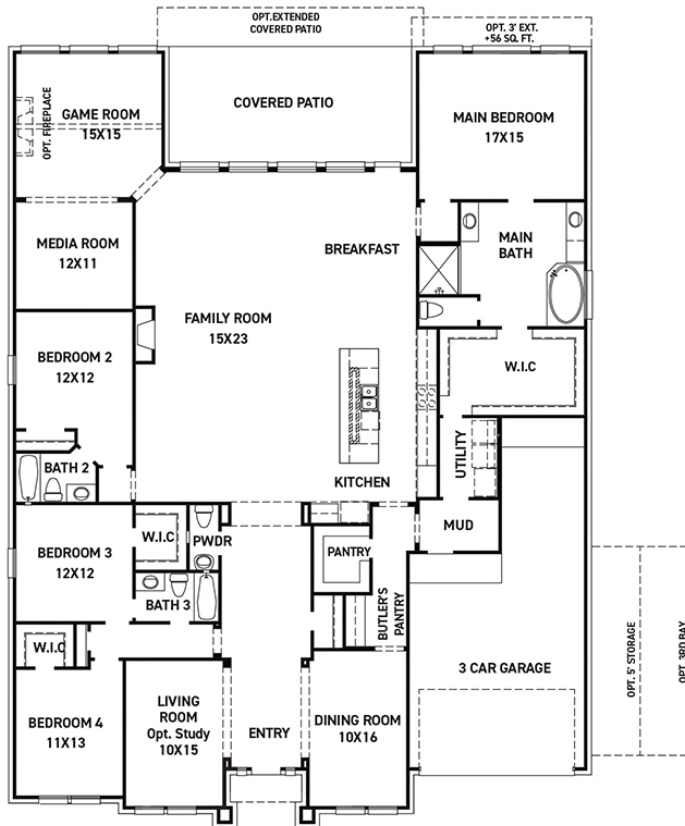 OPT.EXTENDED
COVERED PATIO
OPT. 3' EXT.
+56 SQ. FT.
GAME ROOM
15X15
OPT. FIREPLACE
COVERED PATIO
MAIN BEDROOM
17X15
MEDIA ROOM
12X11
BREAKFAST
MAIN
BATH
FAMILY ROOM
15X23
BEDROOM 2
12X12
W.I.C
BATH 2
KITCHEN
UTILITY
BEDROOM 3
12X12
W.I.C
PWDR
PANTRY
MUD
BATH 3
BUTLER'S
PANTRY
W.I.C
BEDROOM 4
11X13
LIVING
ROOM
Opt. Study
10X15
ENTRY
DINING ROOM
10X16
3 CAR GARAGE
OPT. 5' STORAGE
OPT. 3RD BAY